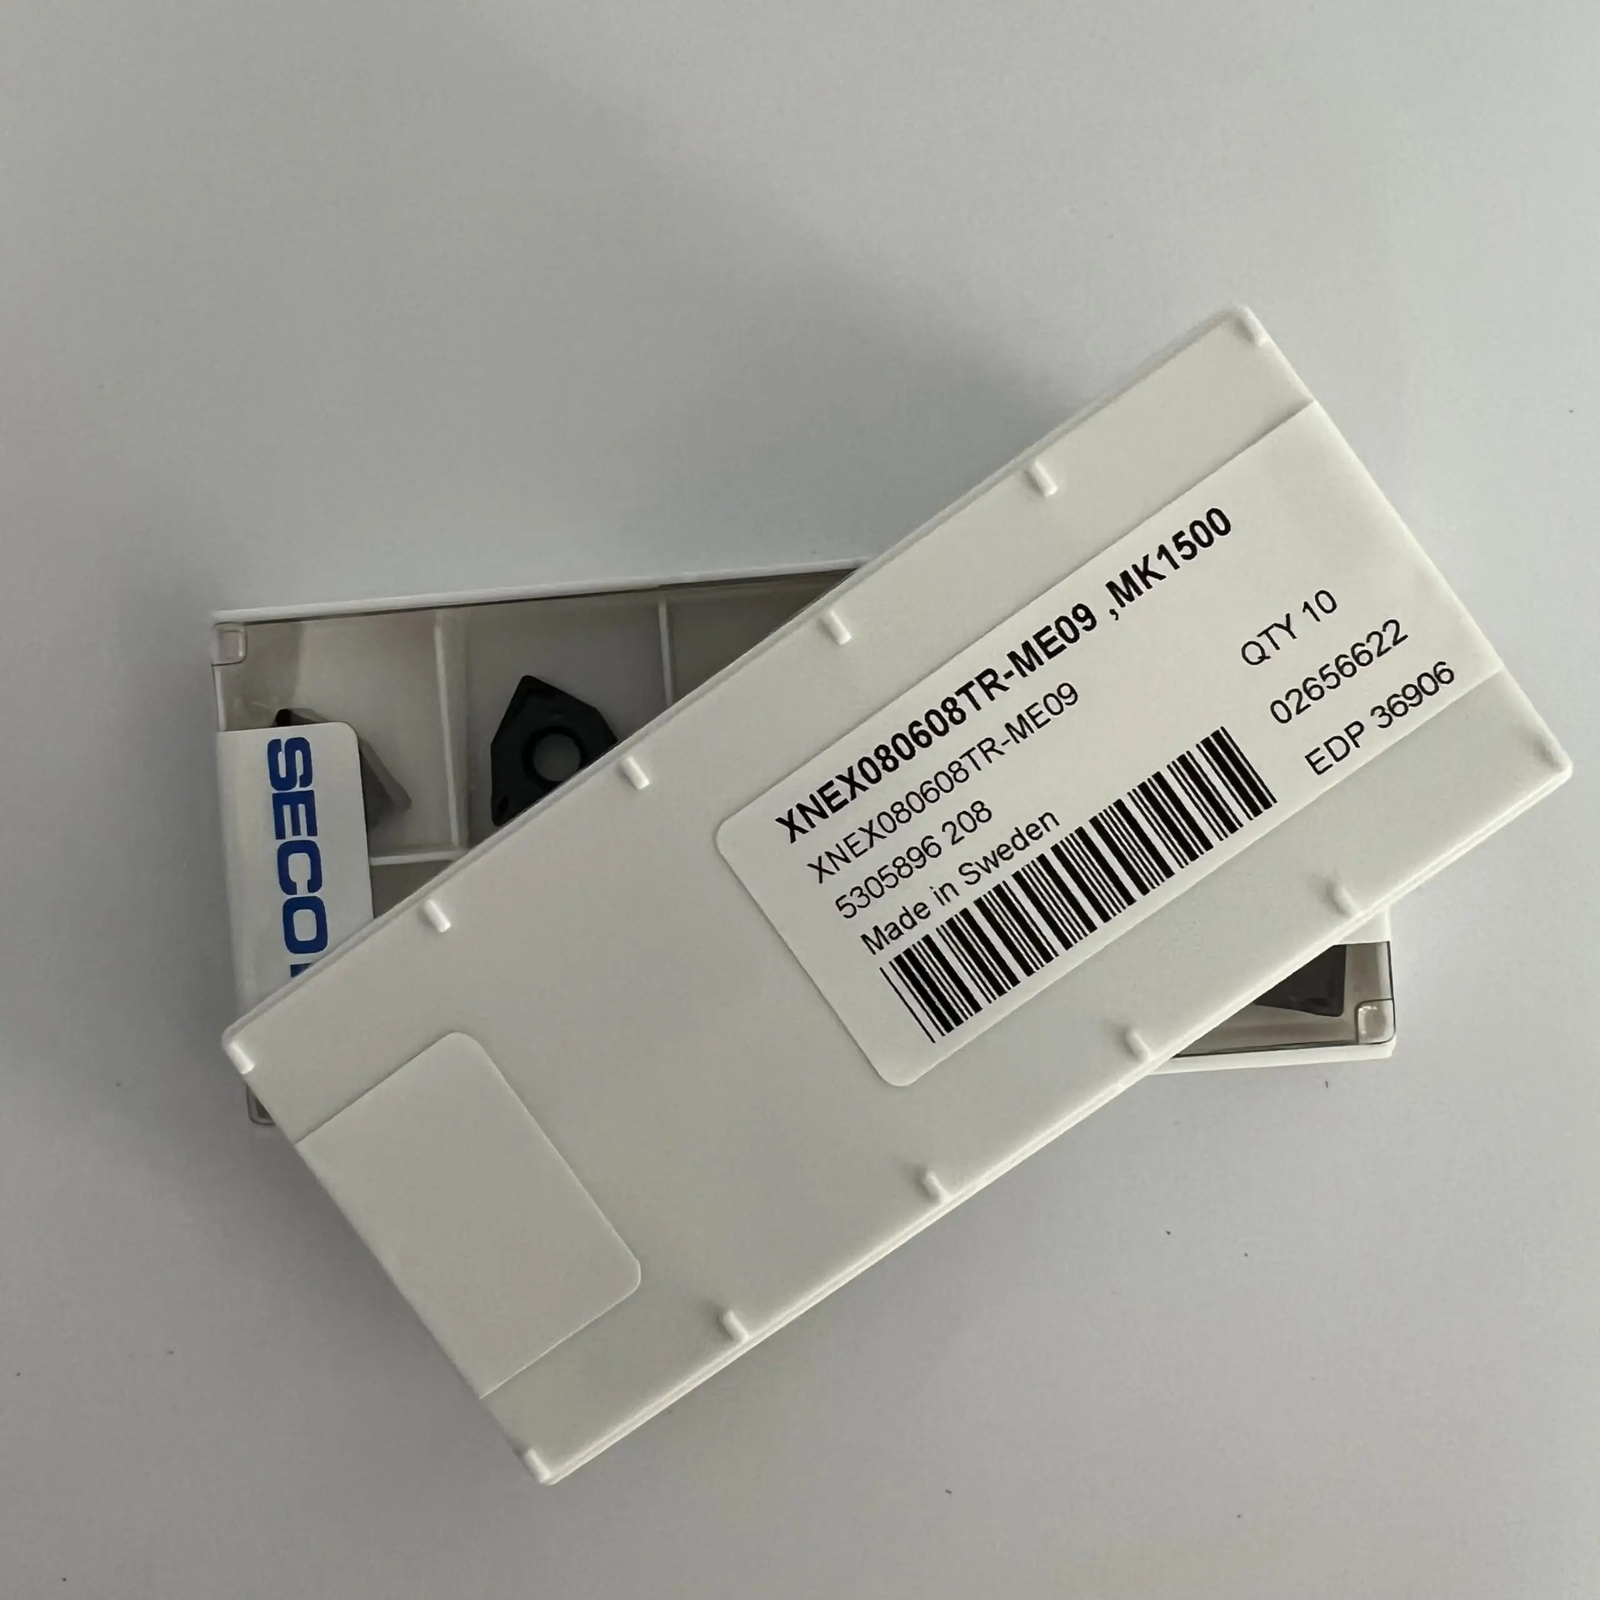 SECO
XNEX080608TR-ME09 ,MK1500
XNEX080608TR-ME09
5305896 208
Made in Sweden
QTY 10
02656622
EDP 36906